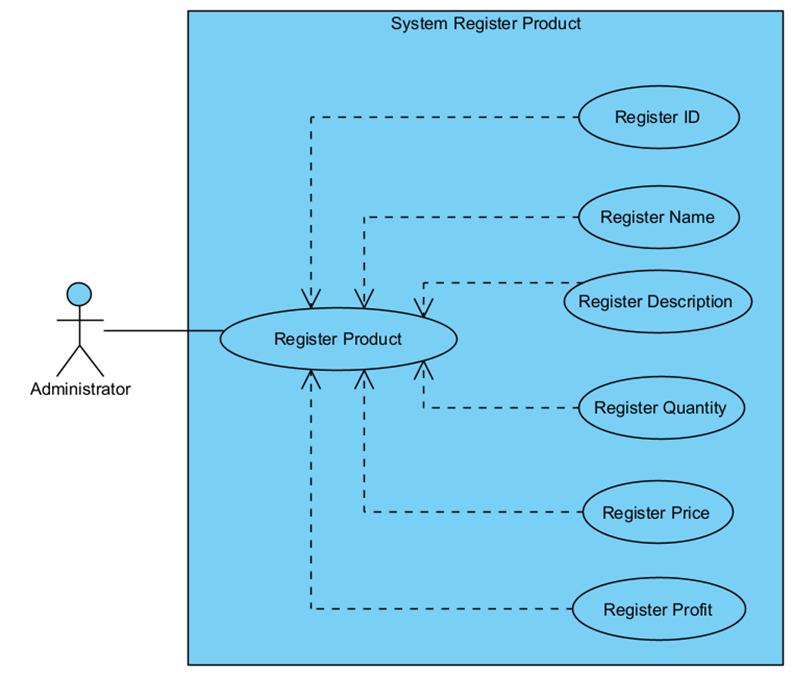 System Register Product
Register ID
Register Name
Register Description
Register Product
Administrator
Register Quantity
Register Price
Register Profit